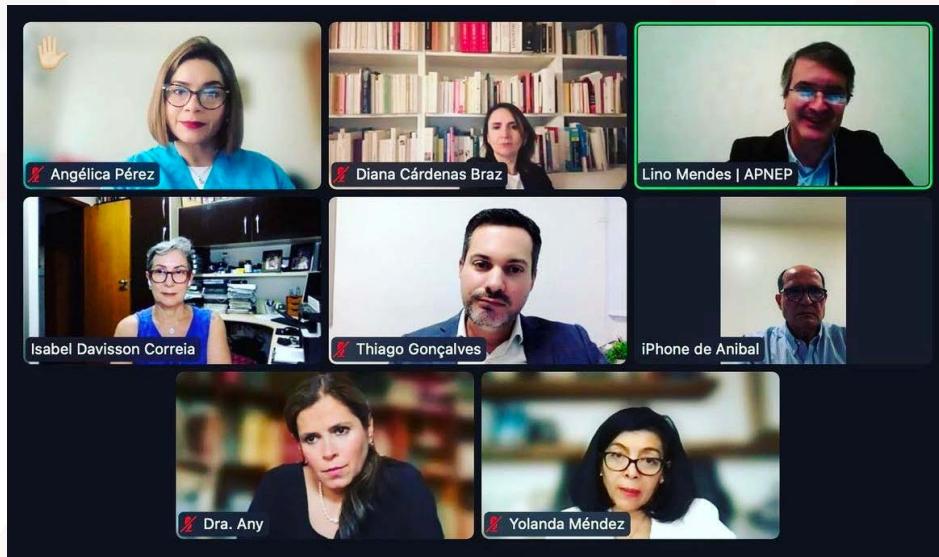 Angélica Pérez
Diana Cárdenas Braz
Lino Mendes | APNEP
Isabel Davisson Correia
Thiago Gonçalves
iPhone de Anibal
Dra. Any
Yolanda Méndez